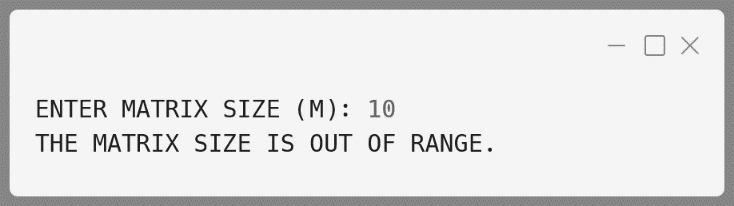 ENTER MATRIX SIZE (M): 10
THE MATRIX SIZE IS OUT OF RANGE.